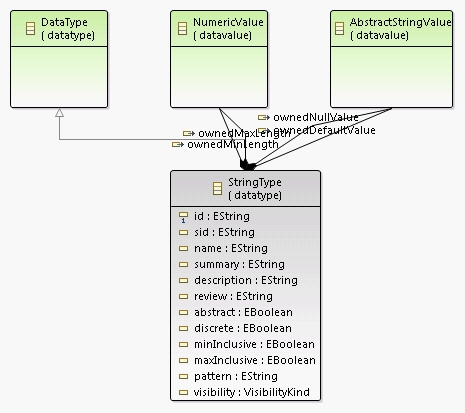 DataType
( datatype)
NumericValue
( datavalue)
AbstractStringValue
( datavalue)
ownedNullValue
ownedMaxLength
ownedDefaultValue
ownedMinLength
StringType
( datatype)
id : EString
sid : EString
name : EString
summary : EString
description : EString
review : EString
abstract : EBoolean
discrete : EBoolean
minInclusive : EBoolean
maxInclusive : EBoolean
pattern : EString
visibility : VisibilityKind